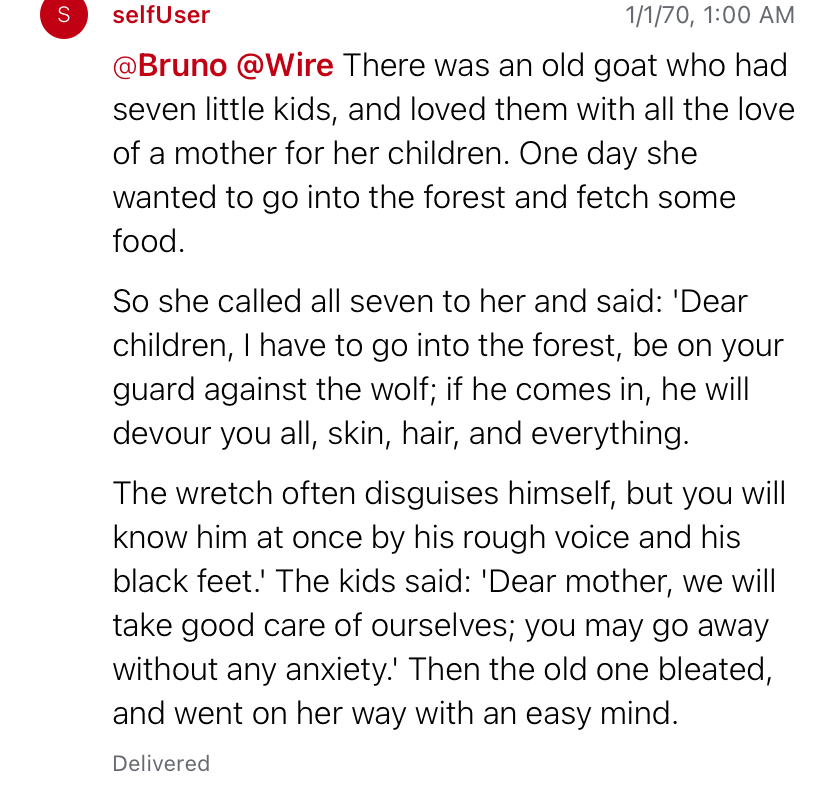 S
selfUser 1/1/70, 1:00 AM
@Bruno @Wire There was an old goat who had
seven little kids, and loved them with all the love
of a mother for her children. One day she
wanted to go into the forest and fetch some
food.
So she called all seven to her and said: 'Dear
children, I have to go into the forest, be on your
guard against the wolf; if he comes in, he will
devour you all, skin, hair, and everything.
The wretch often disguises himself, but you will
know him at once by his rough voice and his
black feet.' The kids said: 'Dear mother, we will
take good care of ourselves; you may go away
without any anxiety.' Then the old one bleated,
and went on her way with an easy mind.
Delivered